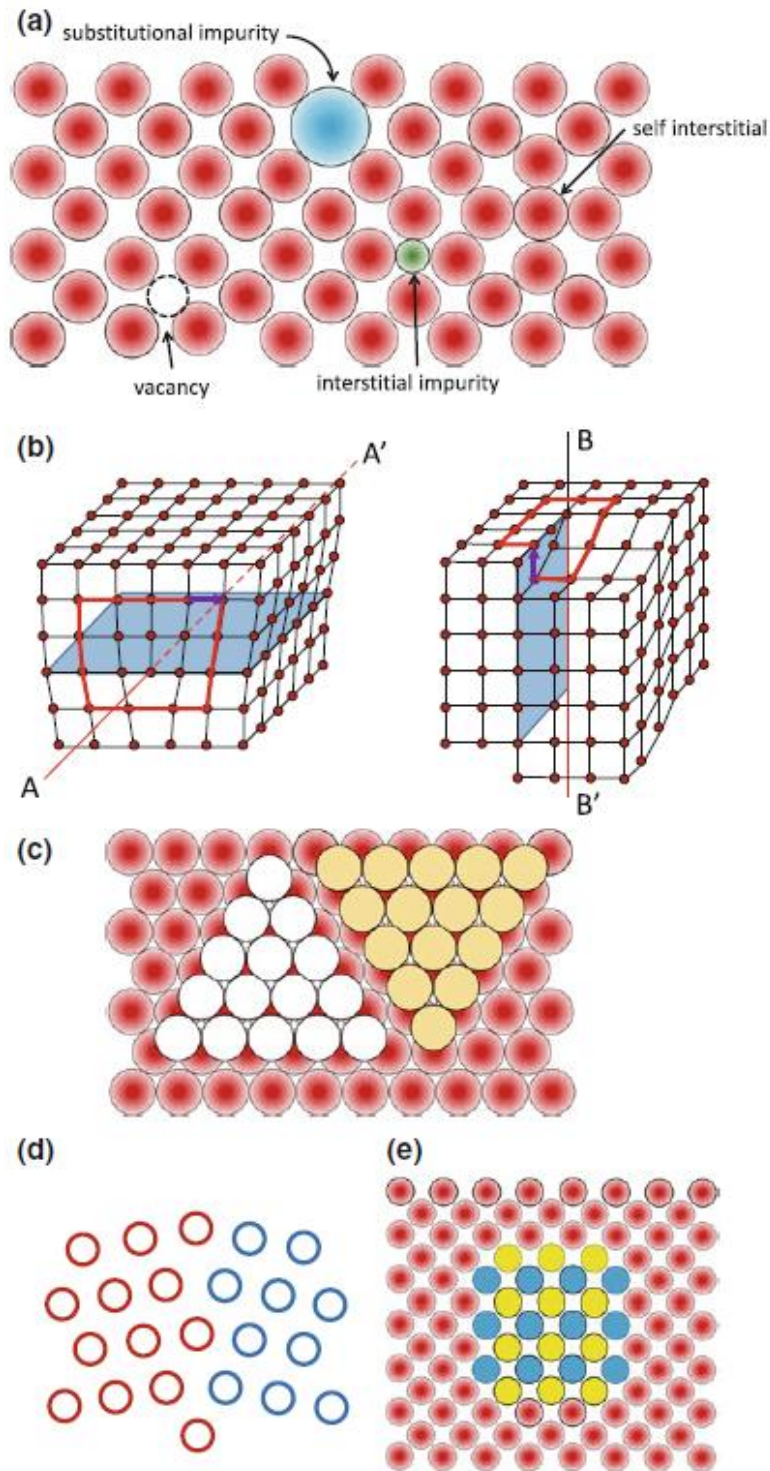 (a)
substitutional impurity
self interstitial
vacancy
interstitial impurity
(b)
A'
B
A
B'
(c)
(d)
(e)